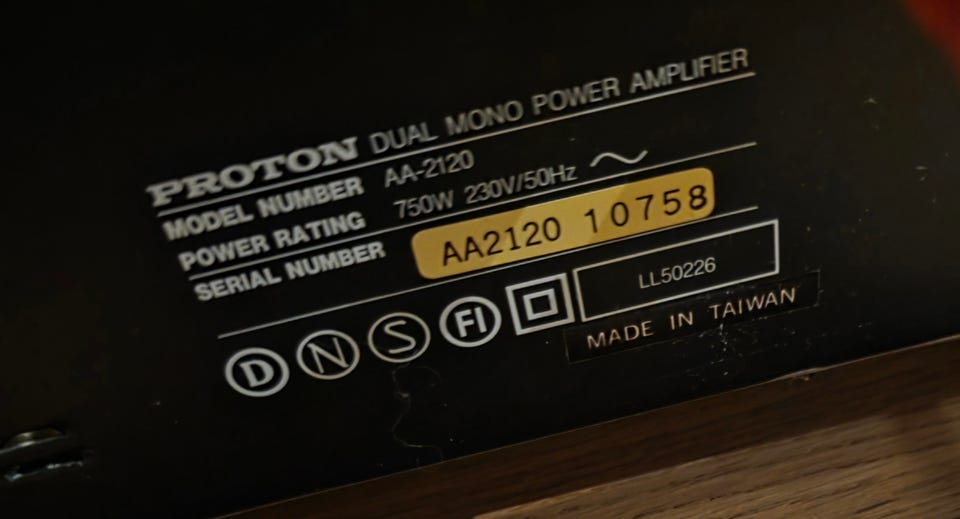 PROTON DUAL MONO POWER AMPLIFIER
MODEL NUMBER AA-2120
POWER RATING 750W 230V/50Hz ~
SERIAL NUMBER AA2120 10758
D N S FI LL50226
MADE IN TAIWAN